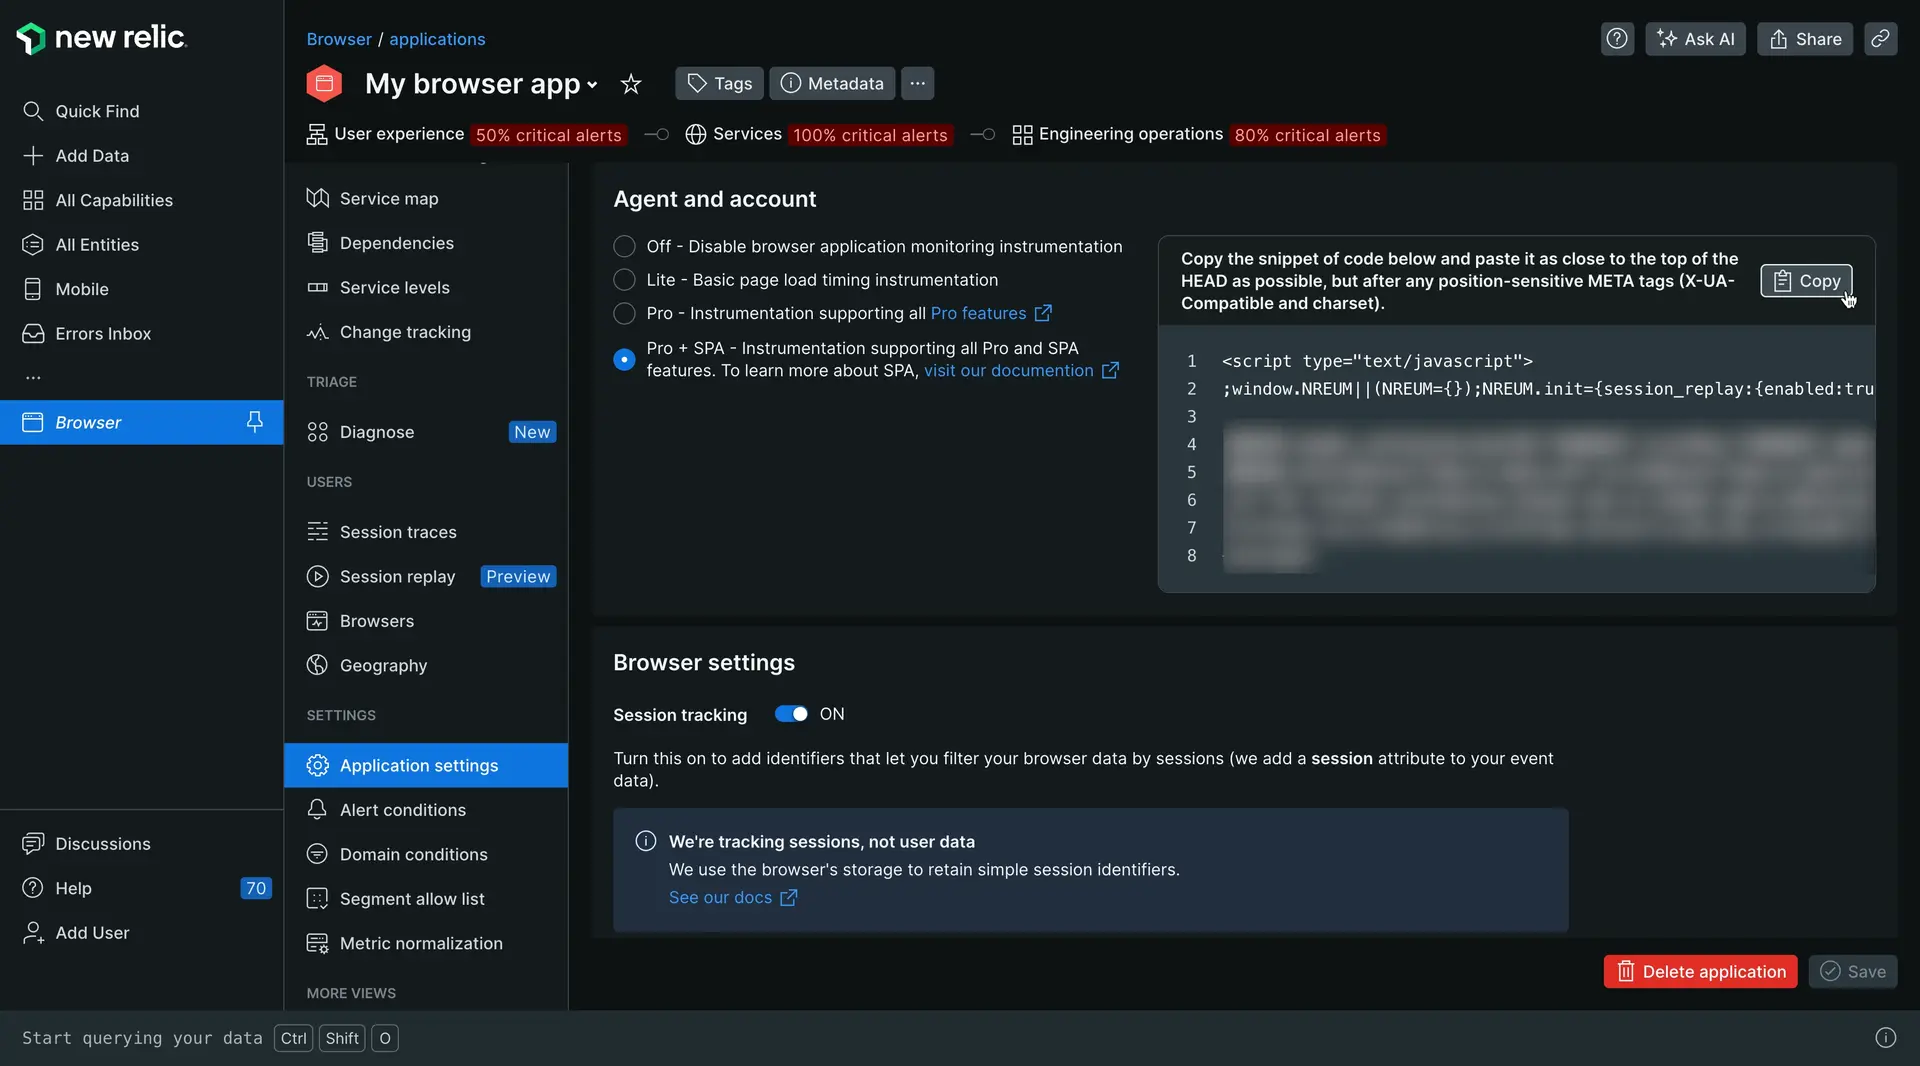 new relic.
Quick Find
Add Data
All Capabilities
All Entities
Mobile
Errors Inbox
...
Browser
Discussions
Help 70
Add User
Browser / applications
Ask AI
Share
My browser app
Tags
Metadata
...
User experience 50% critical alerts
Services 100% critical alerts
Engineering operations 80% critical alerts
Service map
Dependencies
Service levels
Change tracking
TRIAGE
Diagnose New
USERS
Session traces
Session replay Preview
Browsers
Geography
SETTINGS
Application settings
Alert conditions
Domain conditions
Segment allow list
Metric normalization
MORE VIEWS
Agent and account
Off - Disable browser application monitoring instrumentation
Lite - Basic page load timing instrumentation
Pro - Instrumentation supporting all Pro features
Pro + SPA - Instrumentation supporting all Pro and SPA
features. To learn more about SPA, visit our documention
Copy the snippet of code below and paste it as close to the top of the
HEAD as possible, but after any position-sensitive META tags (X-UA-
Compatible and charset).
Copy
1 <script type="text/javascript">
2 ;window.NREUM||(NREUM={});NREUM.init={session_replay:{enabled:tru
3
4
5
6
7
8
Browser settings
Session tracking ON
Turn this on to add identifiers that let you filter your browser data by sessions (we add a session attribute to your event
data).
We're tracking sessions, not user data
We use the browser's storage to retain simple session identifiers.
See our docs
Delete application
Save
Start querying your data Ctrl Shift O